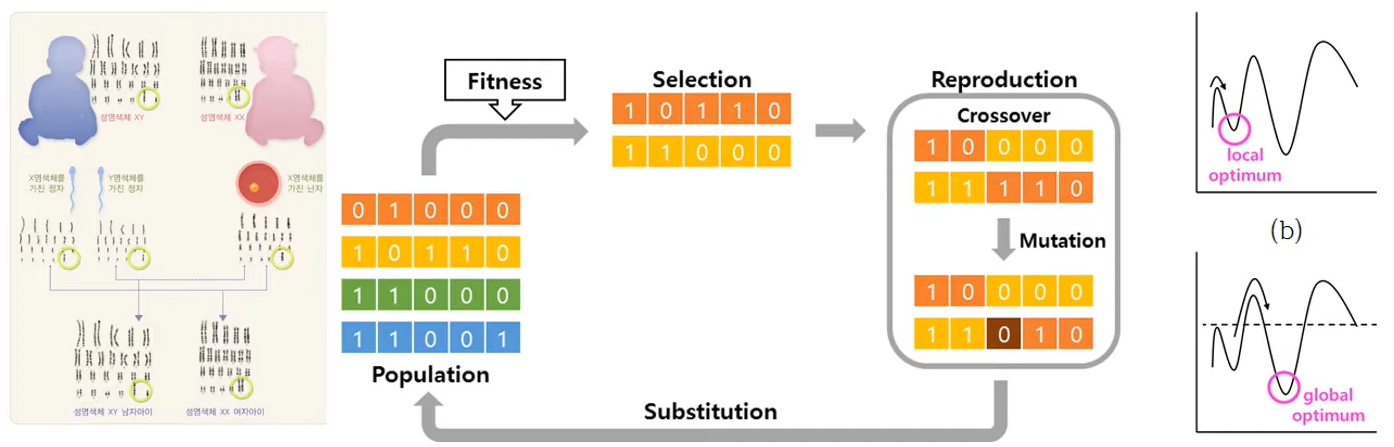 성염색체 XY
성염색체 XX
X염색체를
가진 정자
Y염색체를
가진 정자
X염색체를
가진 난자
성염색체 XY 남자아이
성염색체 XX 여자아이
Fitness
0 1 0 0 0
1 0 1 1 0
1 1 0 0 0
1 1 0 0 1
Population
Selection
1 0 1 1 0
1 1 0 0 0
Reproduction
Crossover
1 0 0 0 0
1 1 1 1 0
Mutation
1 0 0 0 0
1 1 0 1 0
Substitution
local
optimum
(b)
global
optimum